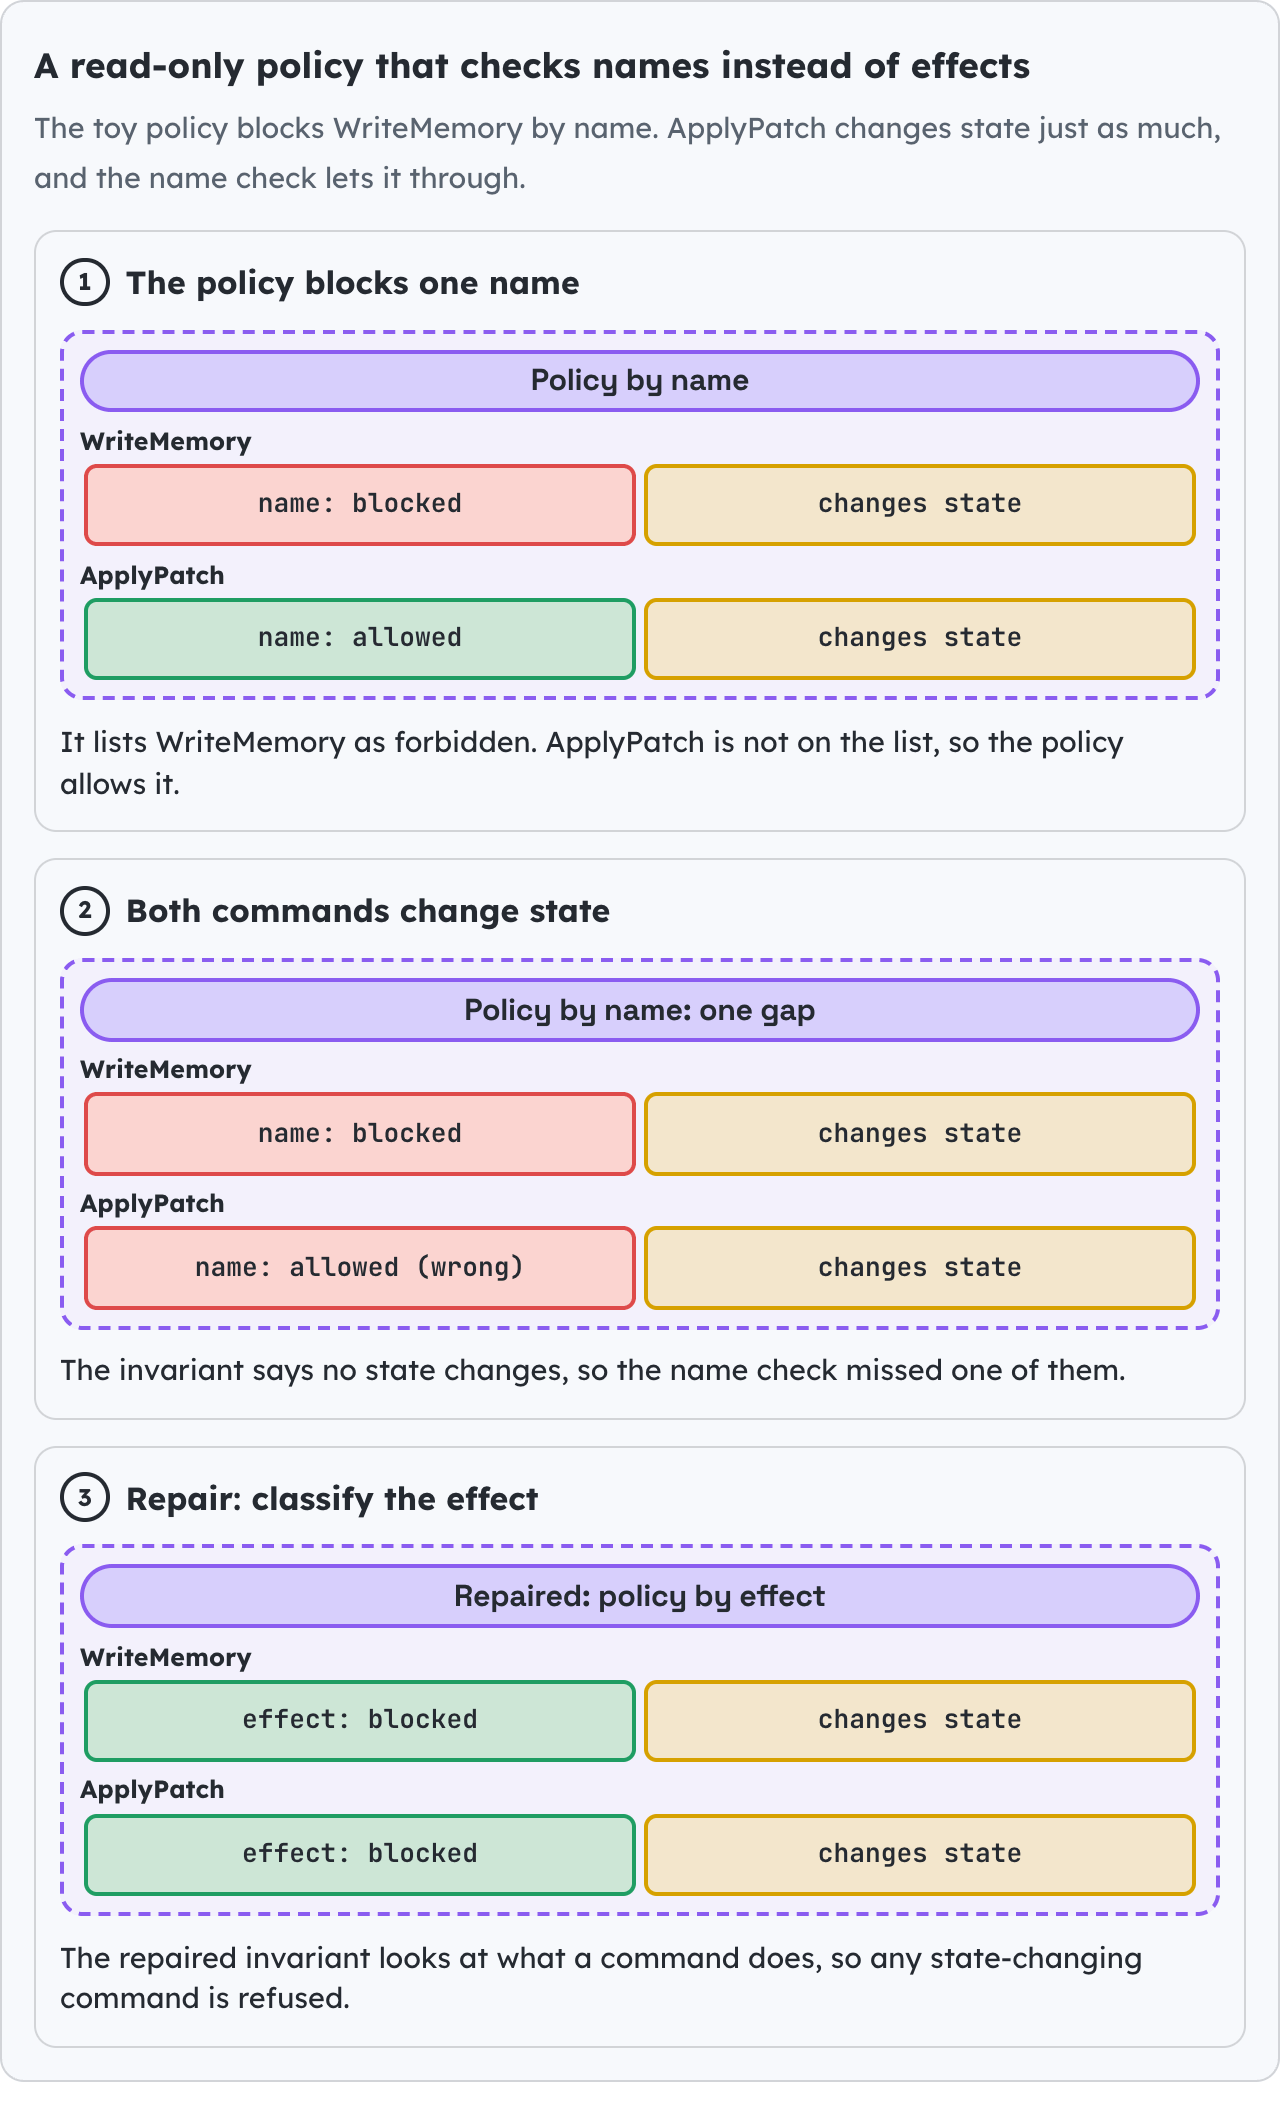 A read-only policy that checks names instead of effects
The toy policy blocks WriteMemory by name. ApplyPatch changes state just as much,
and the name check lets it through.
1 The policy blocks one name
Policy by name
WriteMemory
name: blocked changes state
ApplyPatch
name: allowed changes state
It lists WriteMemory as forbidden. ApplyPatch is not on the list, so the policy
allows it.
2 Both commands change state
Policy by name: one gap
WriteMemory
name: blocked changes state
ApplyPatch
name: allowed (wrong) changes state
The invariant says no state changes, so the name check missed one of them.
3 Repair: classify the effect
Repaired: policy by effect
WriteMemory
effect: blocked changes state
ApplyPatch
effect: blocked changes state
The repaired invariant looks at what a command does, so any state-changing
command is refused.